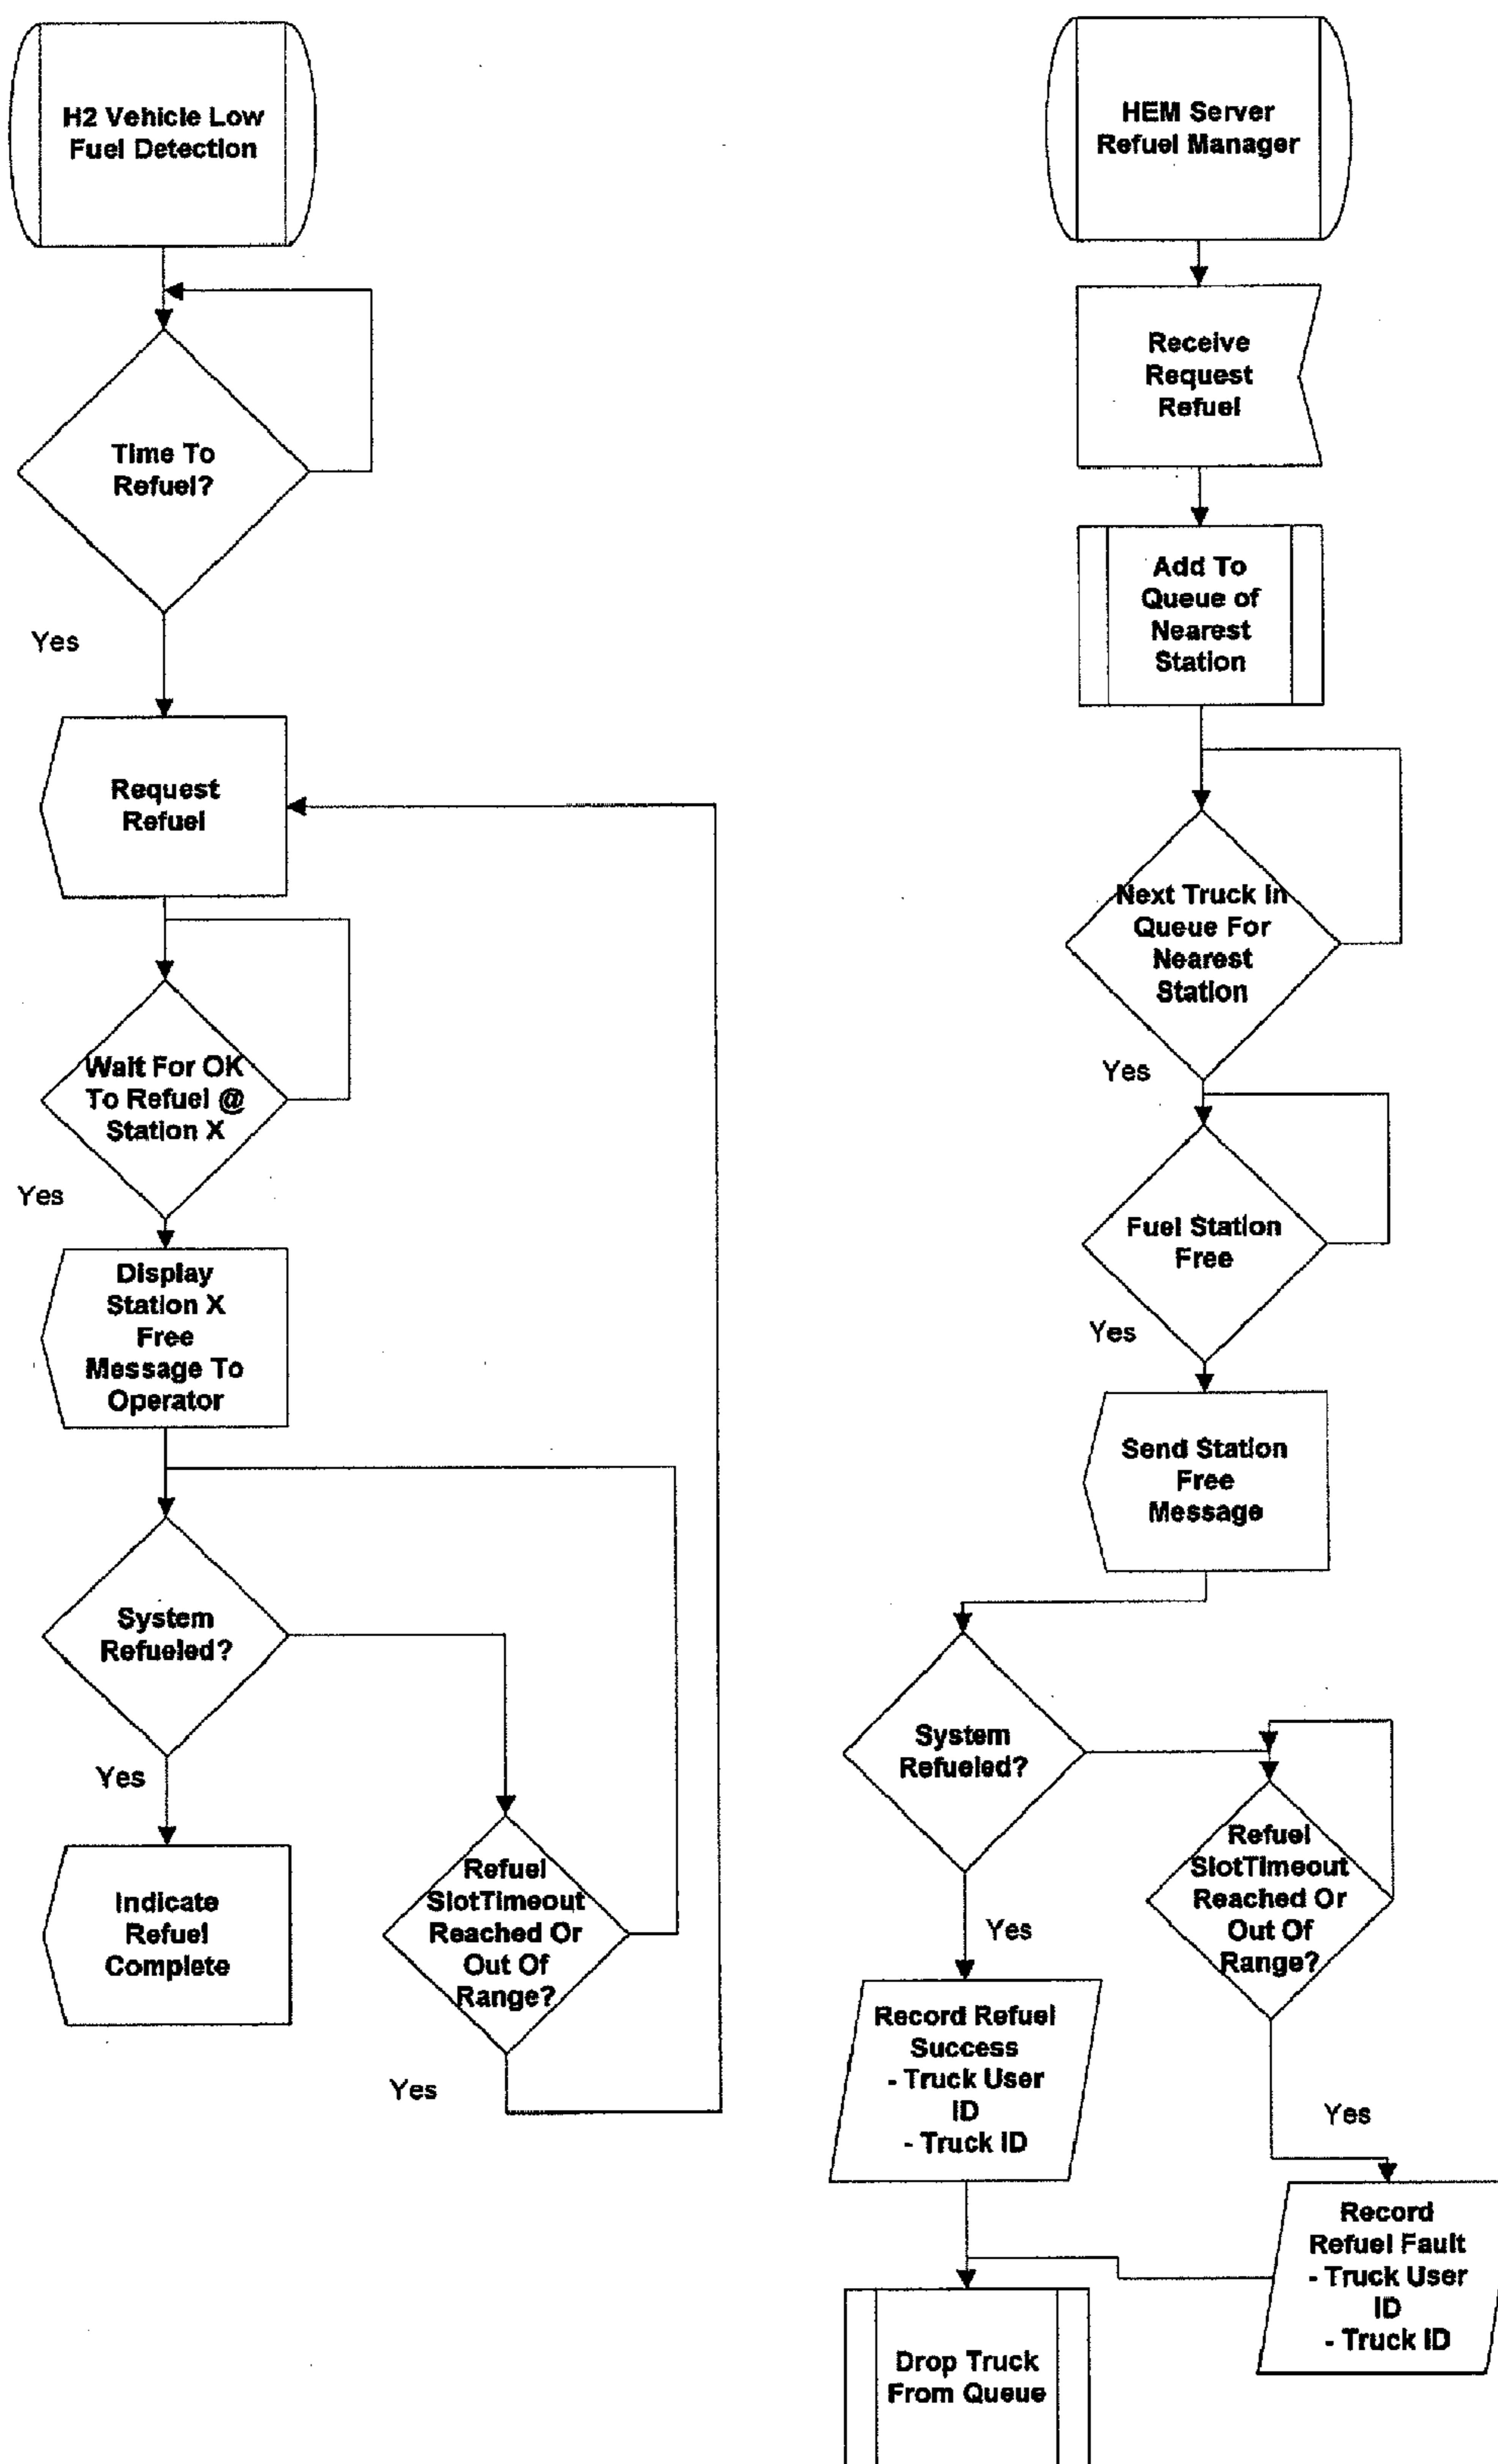 H2 Vehicle Low
Fuel Detection
Time To
Refuel?
Yes
Request
Refuel
Wait For OK
To Refuel @
Station X
Yes
Display
Station X
Free
Message To
Operator
System
Refueled?
Yes
Indicate
Refuel
Complete
Refuel
SlotTimeout
Reached Or
Out Of
Range?
Yes
HEM Server
Refuel Manager
Receive
Request
Refuel
Add To
Queue of
Nearest
Station
Next Truck in
Queue For
Nearest
Station
Yes
Fuel Station
Free
Yes
Send Station
Free
Message
System
Refueled?
Yes
Record Refuel
Success
- Truck User
ID
- Truck ID
Refuel
SlotTimeout
Reached Or
Out Of
Range?
Yes
Record
Refuel Fault
- Truck User
ID
- Truck ID
Drop Truck
From Queue